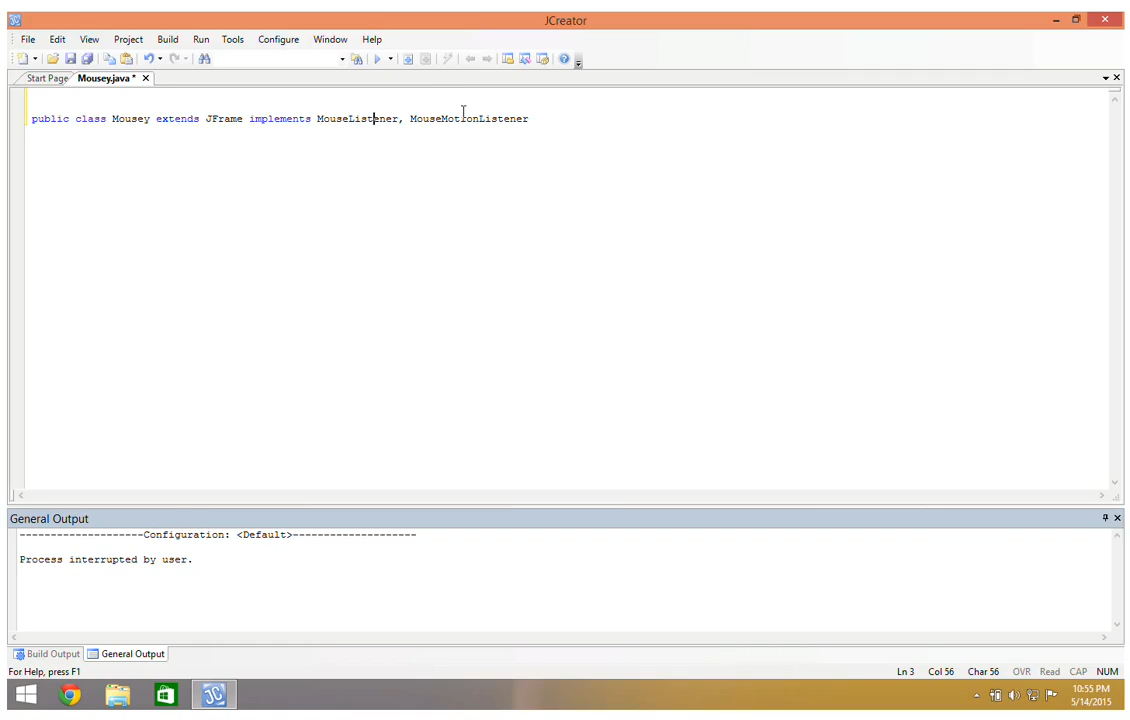 JCreator
File Edit View Project Build Run Tools Configure Window Help
Start Page Mousey.java *
public class Mousey extends JFrame implements MouseListener, MouseMotionListener
General Output
--------------------Configuration: <Default>--------------------
Process interrupted by user.
Build Output General Output
For Help, press F1 Ln 3 Col 56 Char 56 OVR Read CAP NUM
10:55 PM
5/14/2015